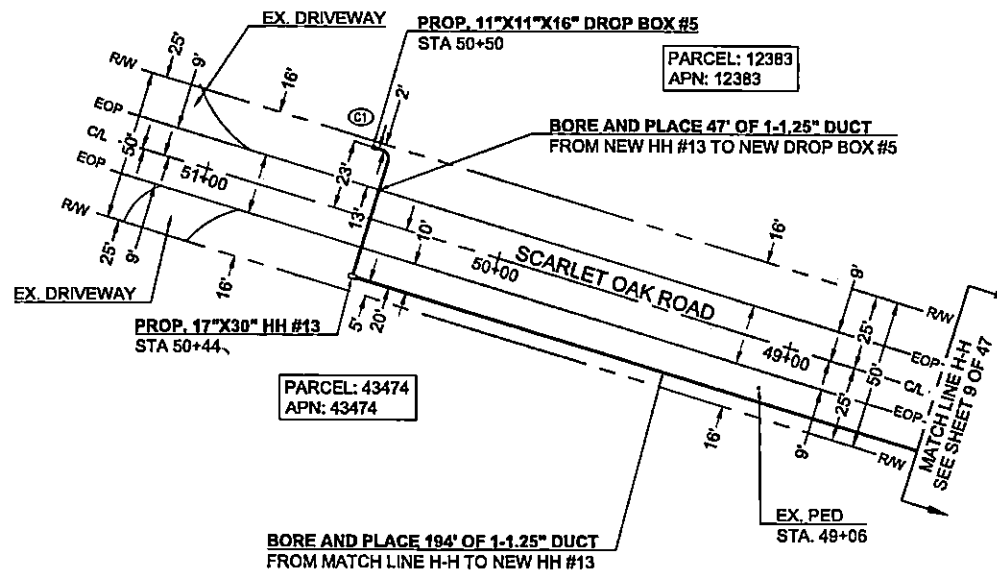 EX. DRIVEWAY
PROP. 11"X11"X16" DROP BOX #5
STA 50+50
PARCEL: 12383
APN: 12383
R/W
25'
9'
16'
C1
2'
BORE AND PLACE 47' OF 1-1.25" DUCT
FROM NEW HH #13 TO NEW DROP BOX #5
EOP
C/L
50'
EOP
51+00
23'
13'
R/W
10'
50+00
SCARLET OAK ROAD
16'
25'
9'
16'
EX. DRIVEWAY
9'
25'
R/W
49+00
EOP
50'
C/L
5'
20'
PROP. 17"X30" HH #13
STA 50+44
25'
EOP
MATCH LINE H-H
SEE SHEET 9 OF 47
PARCEL: 43474
APN: 43474
16'
9'
R/W
EX. PED
STA. 49+06
BORE AND PLACE 194' OF 1-1.25" DUCT
FROM MATCH LINE H-H TO NEW HH #13